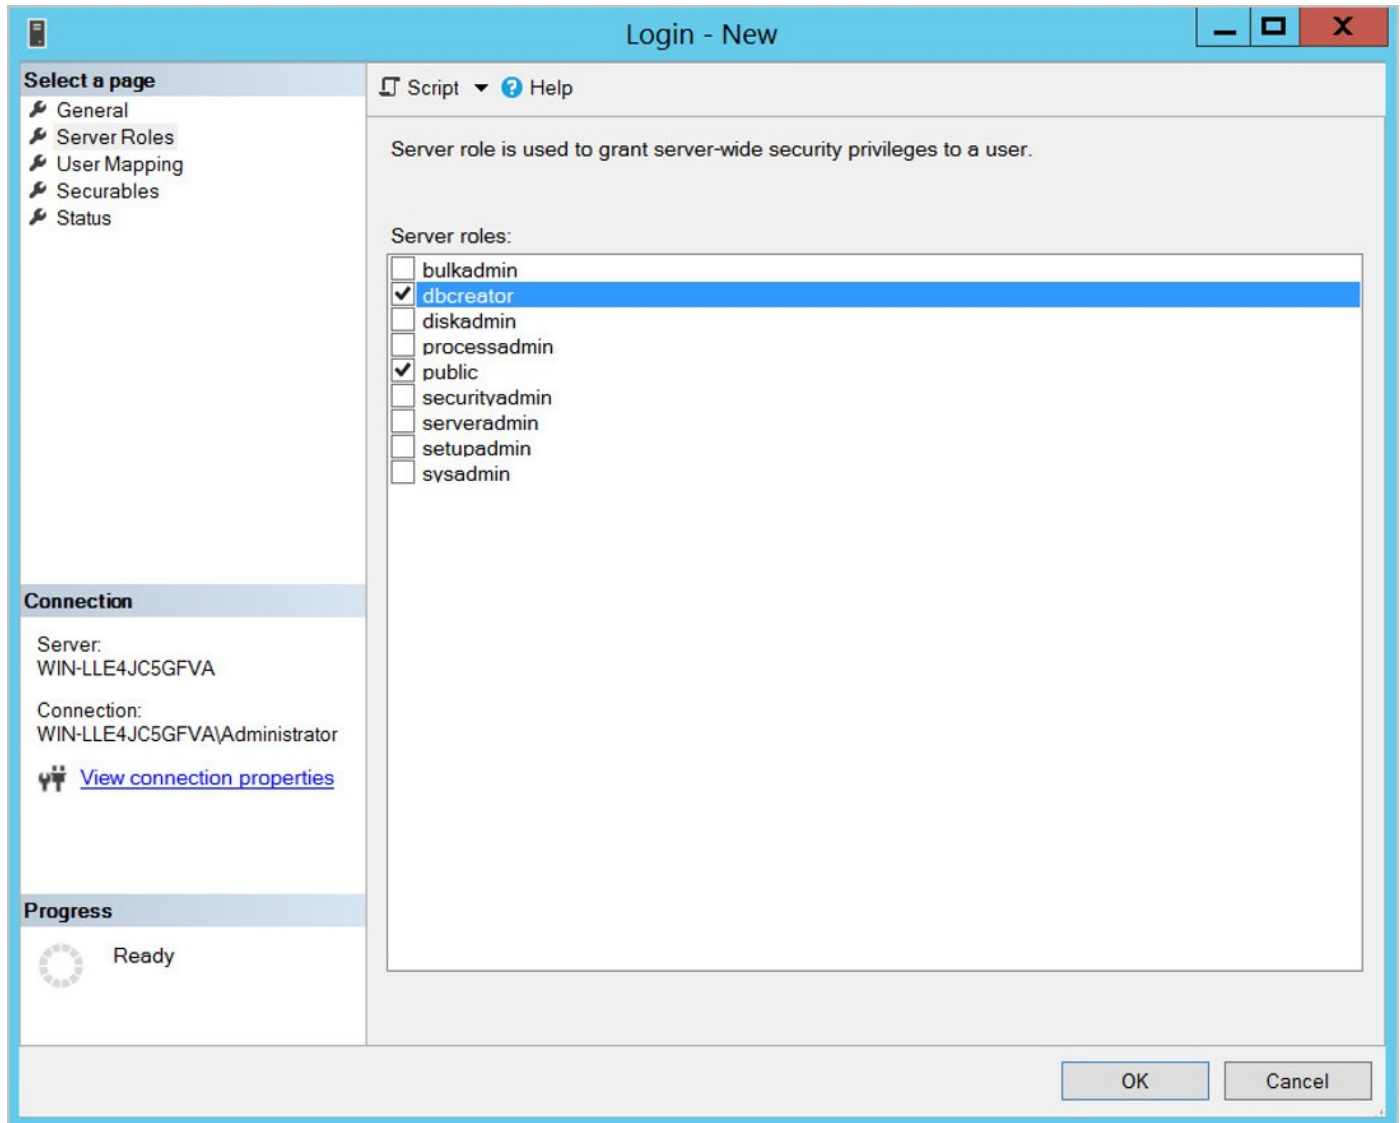 Login - New
X
Select a page
General
Server Roles
User Mapping
Securables
Status
Script
Help
Server role is used to grant server-wide security privileges to a user.
Server roles:
bulkadmin
dbcreator
diskadmin
processadmin
public
securityadmin
serveradmin
setupadmin
sysadmin
Connection
Server:
WIN-LLE4JC5GFVA
Connection:
WIN-LLE4JC5GFVA\Administrator
View connection properties
Progress
Ready
OK
Cancel